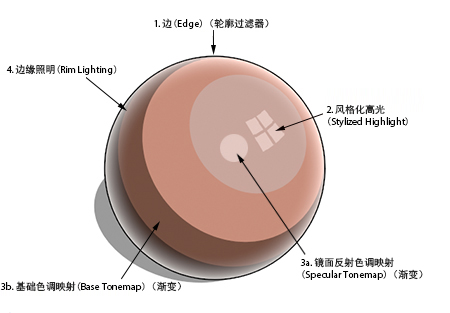 1. 边(Edge)（轮廓过滤器）
4. 边缘照明(Rim Lighting)
2. 风格化高光
(Stylized Highlight)
3a. 镜面反射色调映射
(Specular Tonemap)（渐变）
3b. 基础色调映射(Base Tonemap)（渐变）